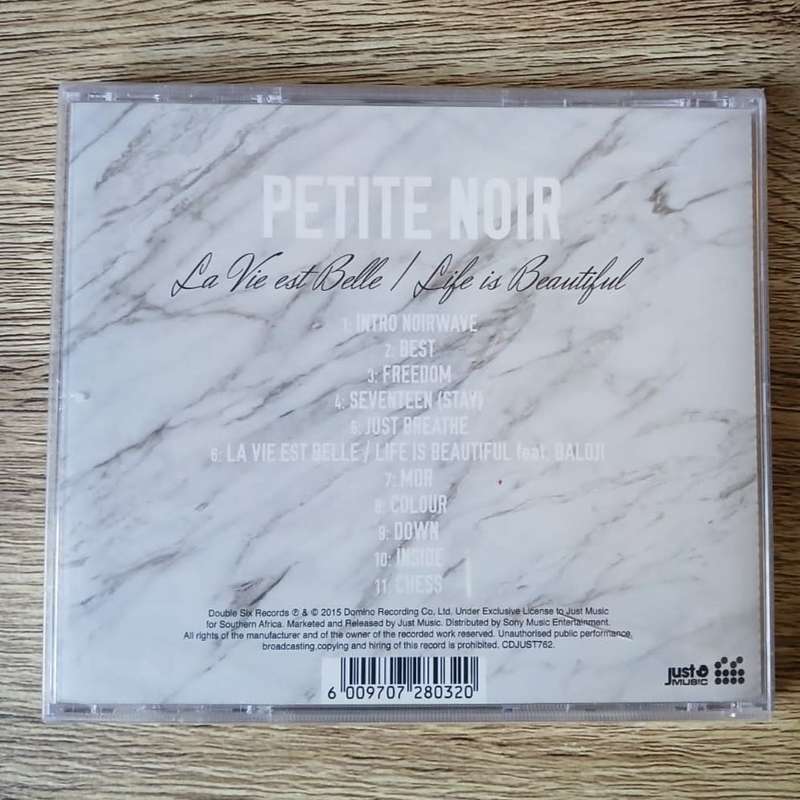 PETITE NOIR
La Vie est Belle / Life is Beautiful
1: INTRO NOIRWAVE
2: BEST
3: FREEDOM
4: SEVENTEEN (STAY)
5: JUST BREATHE
6: LA VIE EST BELLE / LIFE IS BEAUTIFUL feat. BALOJI
7: MDR
8: COLOUR
9: DOWN
10: INSIDE
11: CHESS
Double Six Records ℗ & © 2015 Domino Recording Co, Ltd. Under Exclusive License to Just Music
for Southern Africa. Marketed and Released by Just Music. Distributed by Sony Music Entertainment.
All rights of the manufacturer and of the owner of the recorded work reserved. Unauthorised public performance,
broadcasting,copying and hiring of this record is prohibited. CDJUST762.
6 009707 280320
just
MUSIC